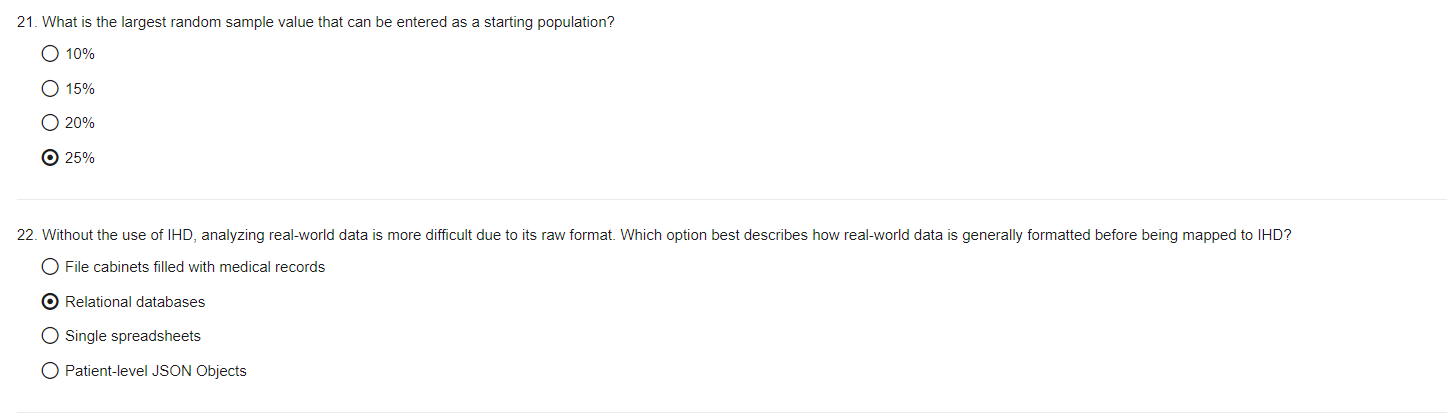 21. What is the largest random sample value that can be entered as a starting population?
10%
15%
20%
25%
22. Without the use of IHD, analyzing real-world data is more difficult due to its raw format. Which option best describes how real-world data is generally formatted before being mapped to IHD?
File cabinets filled with medical records
Relational databases
Single spreadsheets
Patient-level JSON Objects